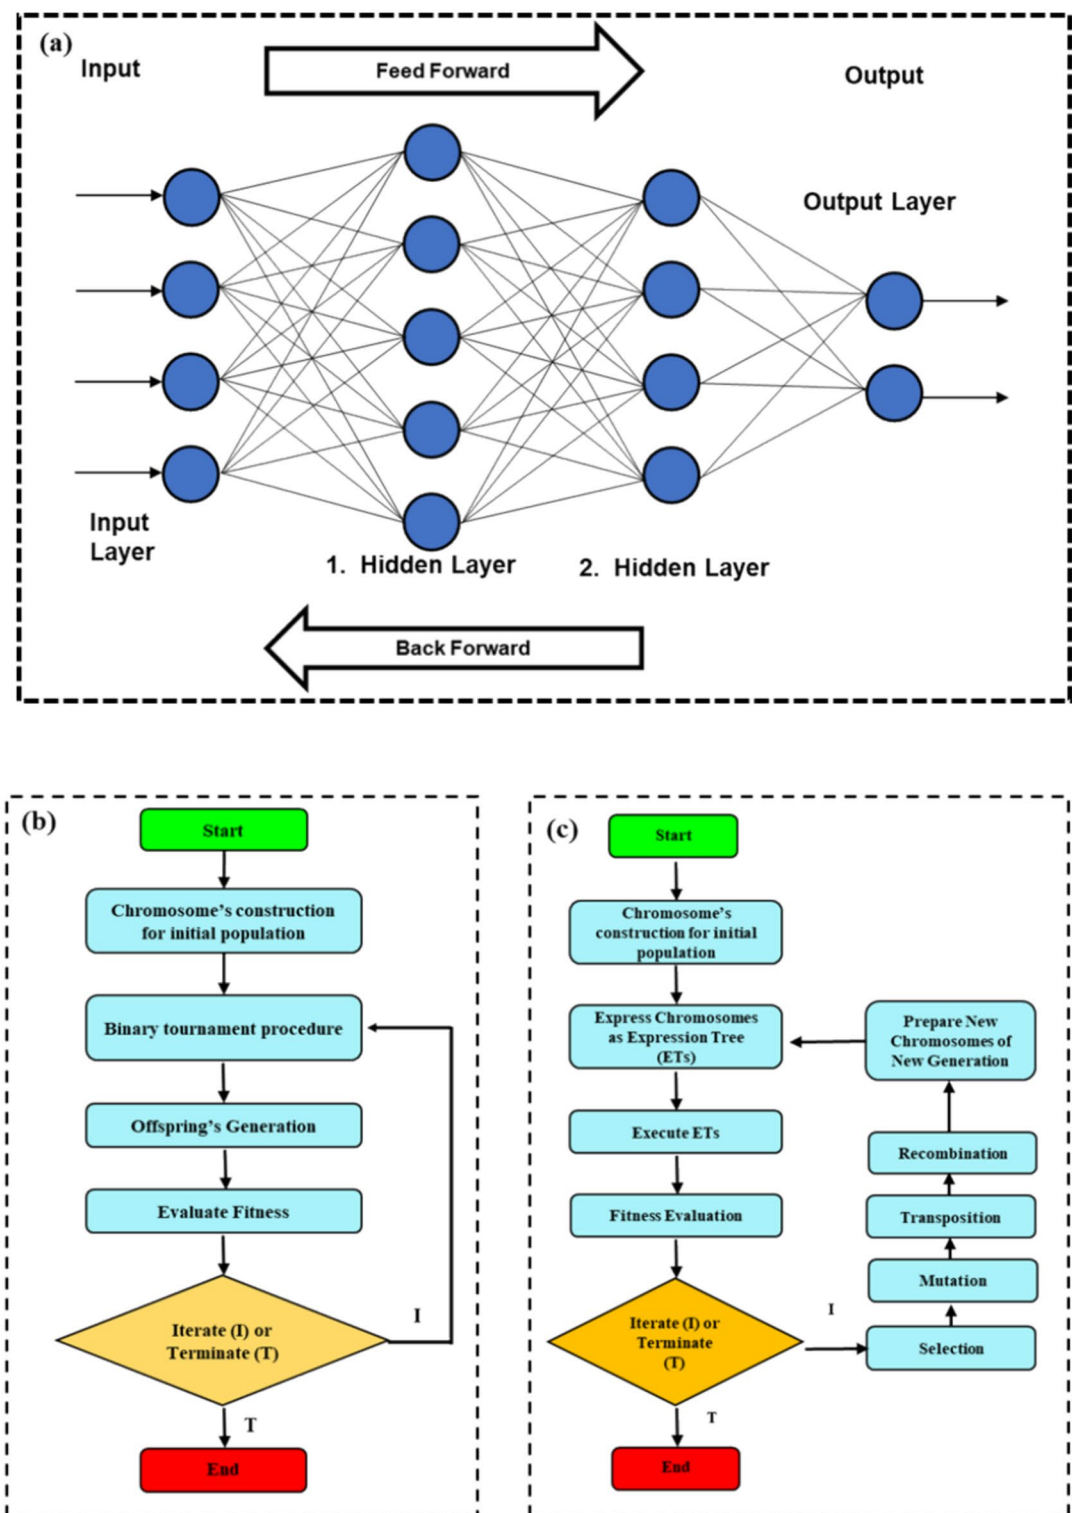 (a)
Input
Feed Forward
Output
Output Layer
Input
Layer
1. Hidden Layer
2. Hidden Layer
Back Forward
(b)
Start
Chromosome’s construction
for initial population
Binary tournament procedure
Offspring’s Generation
Evaluate Fitness
Iterate (I) or
Terminate (T)
I
T
End
(c)
Start
Chromosome’s
construction for initial
population
Express Chromosomes
as Expression Tree
(ETs)
Execute ETs
Fitness Evaluation
Iterate (I) or
Terminate
(T)
I
T
End
Prepare New
Chromosomes of
New Generation
Recombination
Transposition
Mutation
Selection